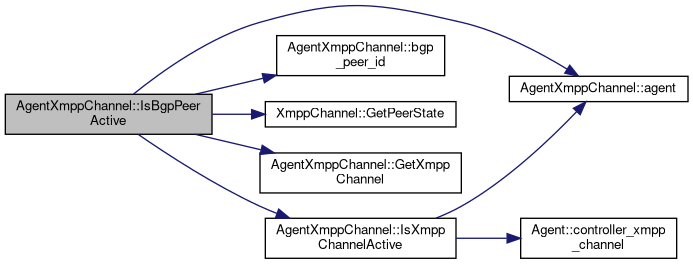 AgentXmppChannel::IsBgpPeer
Active
AgentXmppChannel::bgp
_peer_id
XmppChannel::GetPeerState
AgentXmppChannel::GetXmpp
Channel
AgentXmppChannel::IsXmpp
ChannelActive
AgentXmppChannel::agent
Agent::controller_xmpp
_channel